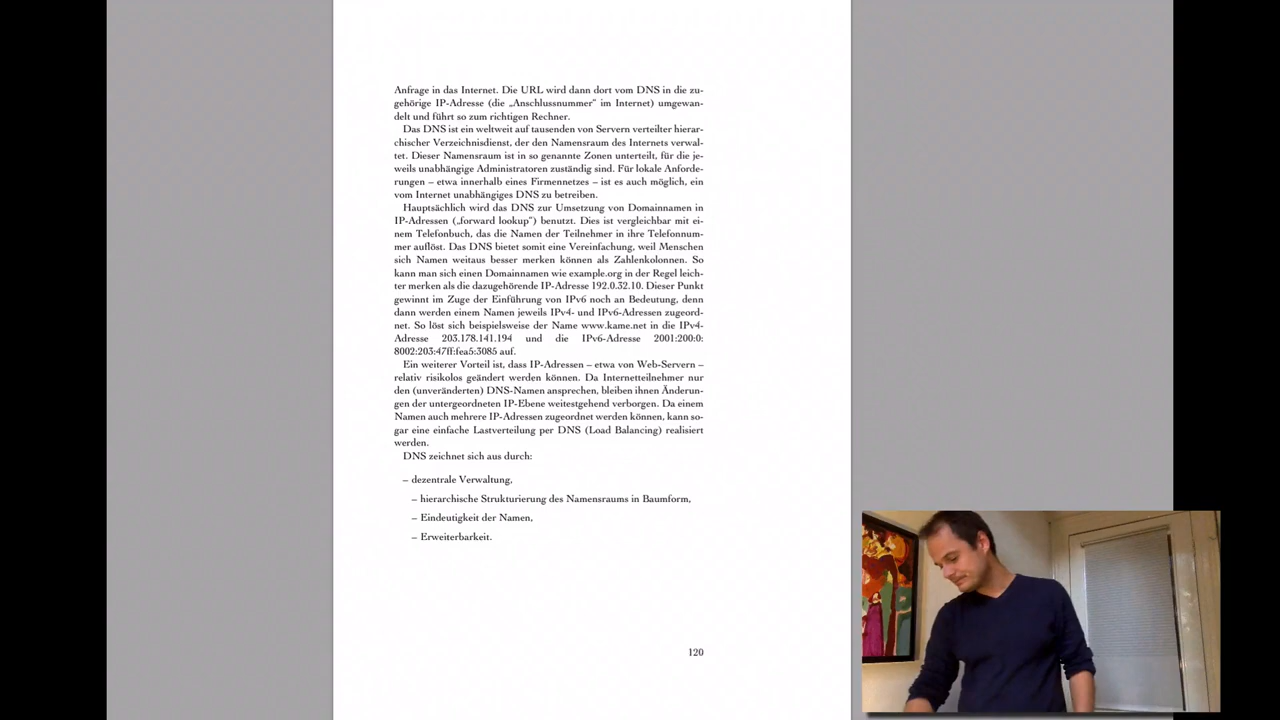 Anfrage in das Internet. Die URL wird dann dort vom DNS in die zu-
gehörige IP-Adresse (die „Anschlussnummer“ im Internet) umgewan-
delt und führt so zum richtigen Rechner.
Das DNS ist ein weltweit auf tausenden von Servern verteilter hierar-
chischer Verzeichnisdienst, der den Namensraum des Internets verwal-
tet. Dieser Namensraum ist in so genannte Zonen unterteilt, für die je-
weils unabhängige Administratoren zuständig sind. Für lokale Anforde-
rungen – etwa innerhalb eines Firmennetzes – ist es auch möglich, ein
vom Internet unabhängiges DNS zu betreiben.
Hauptsächlich wird das DNS zur Umsetzung von Domainnamen in
IP-Adressen („forward lookup“) benutzt. Dies ist vergleichbar mit ei-
nem Telefonbuch, das die Namen der Teilnehmer in ihre Telefonnum-
mer auflöst. Das DNS bietet somit eine Vereinfachung, weil Menschen
sich Namen weitaus besser merken können als Zahlenkolonnen. So
kann man sich einen Domainnamen wie example.org in der Regel leich-
ter merken als die dazugehörende IP-Adresse 192.0.32.10. Dieser Punkt
gewinnt im Zuge der Einführung von IPv6 noch an Bedeutung, denn
dann werden einem Namen jeweils IPv4- und IPv6-Adressen zugeord-
net. So löst sich beispielsweise der Name www.kame.net in die IPv4-
Adresse 203.178.141.194 und die IPv6-Adresse 2001:200:0:
8002:203:47ff:fea5:3085 auf.
Ein weiterer Vorteil ist, dass IP-Adressen – etwa von Web-Servern –
relativ risikolos geändert werden können. Da Internetteilnehmer nur
den (unveränderten) DNS-Namen ansprechen, bleiben ihnen Änderun-
gen der untergeordneten IP-Ebene weitestgehend verborgen. Da einem
Namen auch mehrere IP-Adressen zugeordnet werden können, kann so-
gar eine einfache Lastverteilung per DNS (Load Balancing) realisiert
werden.
DNS zeichnet sich aus durch:
– dezentrale Verwaltung,
– hierarchische Strukturierung des Namensraums in Baumform,
– Eindeutigkeit der Namen,
– Erweiterbarkeit.
120